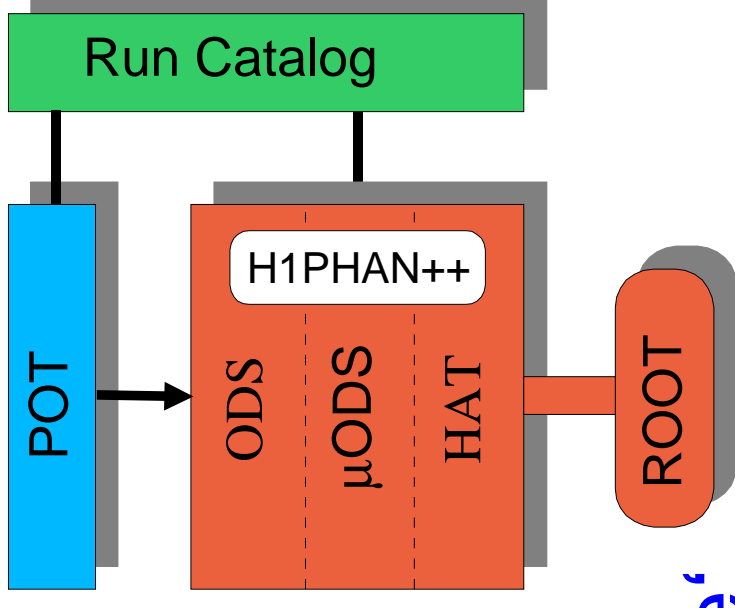 Run Catalog
H1PHAN++
POT
ODS
μODS
HAT
ROOT